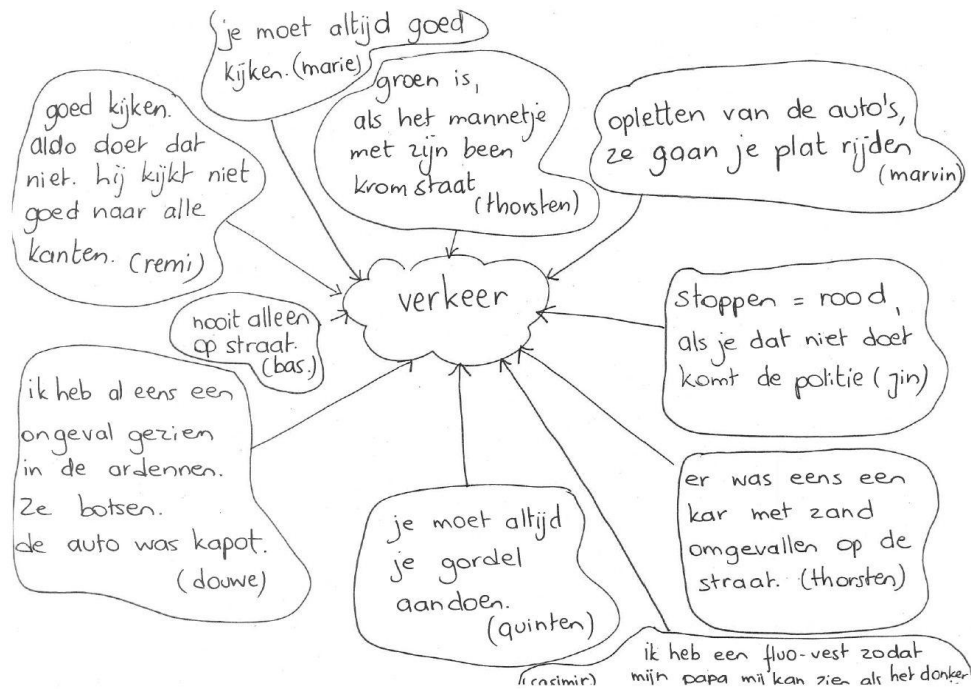 je moet altijd goed
kijken. (marie)
goed kijken.
aldo doet dat
niet. hij kijkt niet
goed naar alle
kanten. (remi)
groen is,
als het mannetje
met zijn been
krom staat
(thorsten)
opletten van de auto's,
ze gaan je plat rijden
(marvin)
verkeer
nooit alleen
op straat.
(bas.)
stoppen = rood,
als je dat niet doet
komt de politie (jin)
ik heb al eens een
ongeval gezien
in de ardennen.
Ze botsen.
de auto was kapot.
(douwe)
je moet altijd
je gordel
aandoen.
(quinten)
er was eens een
kar met zand
omgevallen op de
straat. (thorsten)
ik heb een fluo-vest zodat
mijn papa mij kan zien als het donker
(casimir)